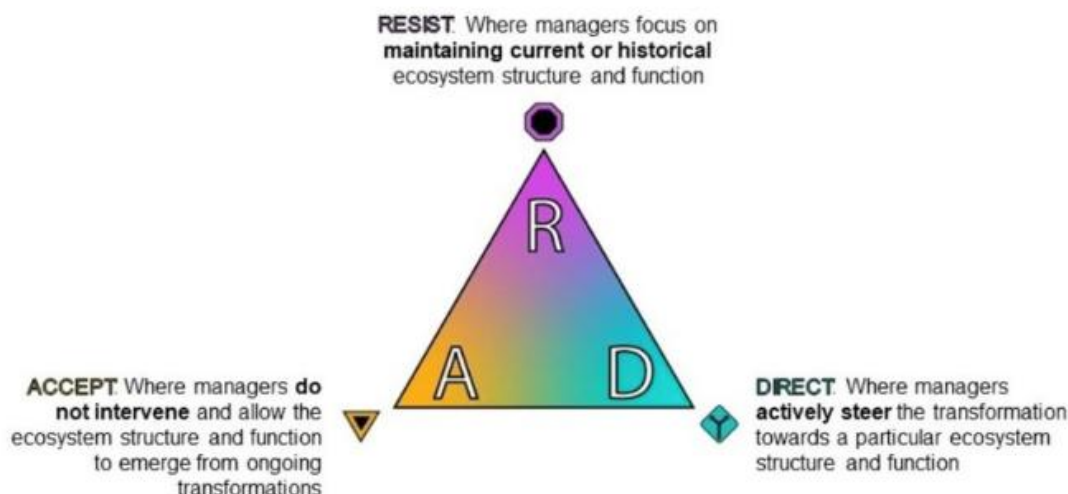 RESIST. Where managers focus on
maintaining current or historical
ecosystem structure and function
R
A
D
ACCEPT. Where managers do
not intervene and allow the
ecosystem structure and function
to emerge from ongoing
transformations
DIRECT. Where managers
actively steer the transformation
towards a particular ecosystem
structure and function